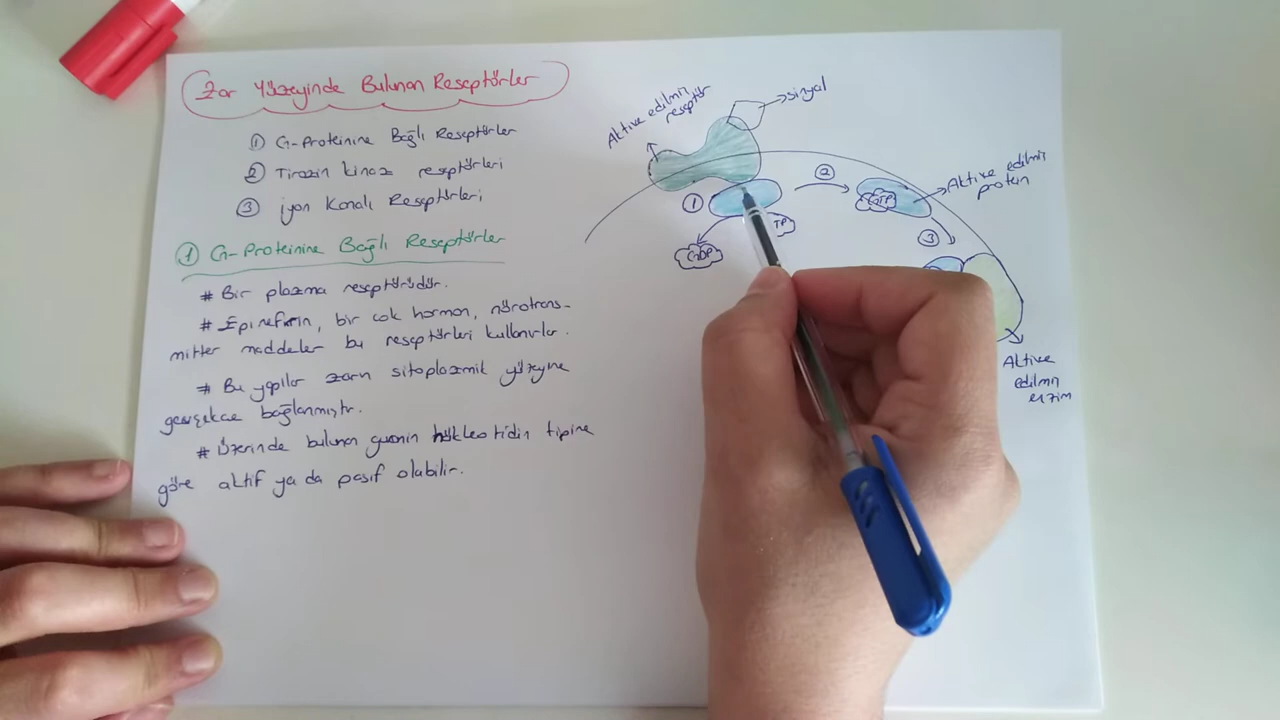 Zar Yüzeyinde Bulunan Reseptörler
① G-Proteinine Bağlı Reseptörler
② Tirozin kinaz reseptörleri
③ iyon Kanalı Reseptörleri
① G-Proteinine Bağlı Reseptörler
# Bir plazma reseptörüdür.
# Epinefrin, bir çok hormon, nörotrans-
mitter maddeler bu reseptörleri kullanırlar.
# Bu yapılar zarın sitoplazmik yüzeyine
gevşekçe bağlanmıştır.
# Üzerinde bulunan guanin nükleotidin tipine
göre aktif ya da pasif olabilir.
Aktive edilmiş
reseptör
sinyal
①
②
GTP
Aktive edilmiş
protein
③
GDP
TP
Aktive
edilmiş
enzim